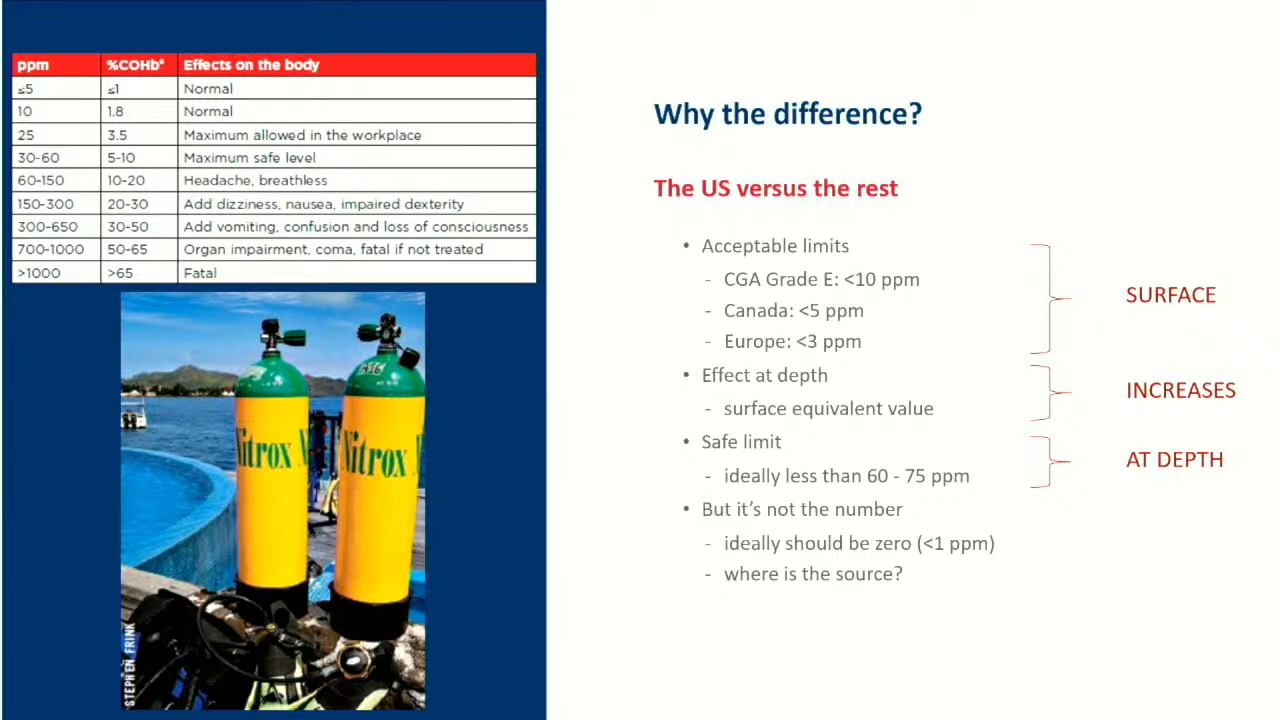 ppm %COHb* Effects on the body
≤5 ≤1 Normal
10 1.8 Normal
25 3.5 Maximum allowed in the workplace
30-60 5-10 Maximum safe level
60-150 10-20 Headache, breathless
150-300 20-30 Add dizziness, nausea, impaired dexterity
300-650 30-50 Add vomiting, confusion and loss of consciousness
700-1000 50-65 Organ impairment, coma, fatal if not treated
>1000 >65 Fatal
Nitrox N
Nitrox
STEPHEN FRINK
Why the difference?
The US versus the rest
• Acceptable limits
- CGA Grade E: <10 ppm
- Canada: <5 ppm
- Europe: <3 ppm
SURFACE
• Effect at depth
- surface equivalent value
INCREASES
• Safe limit
- ideally less than 60 - 75 ppm
AT DEPTH
• But it's not the number
- ideally should be zero (<1 ppm)
- where is the source?